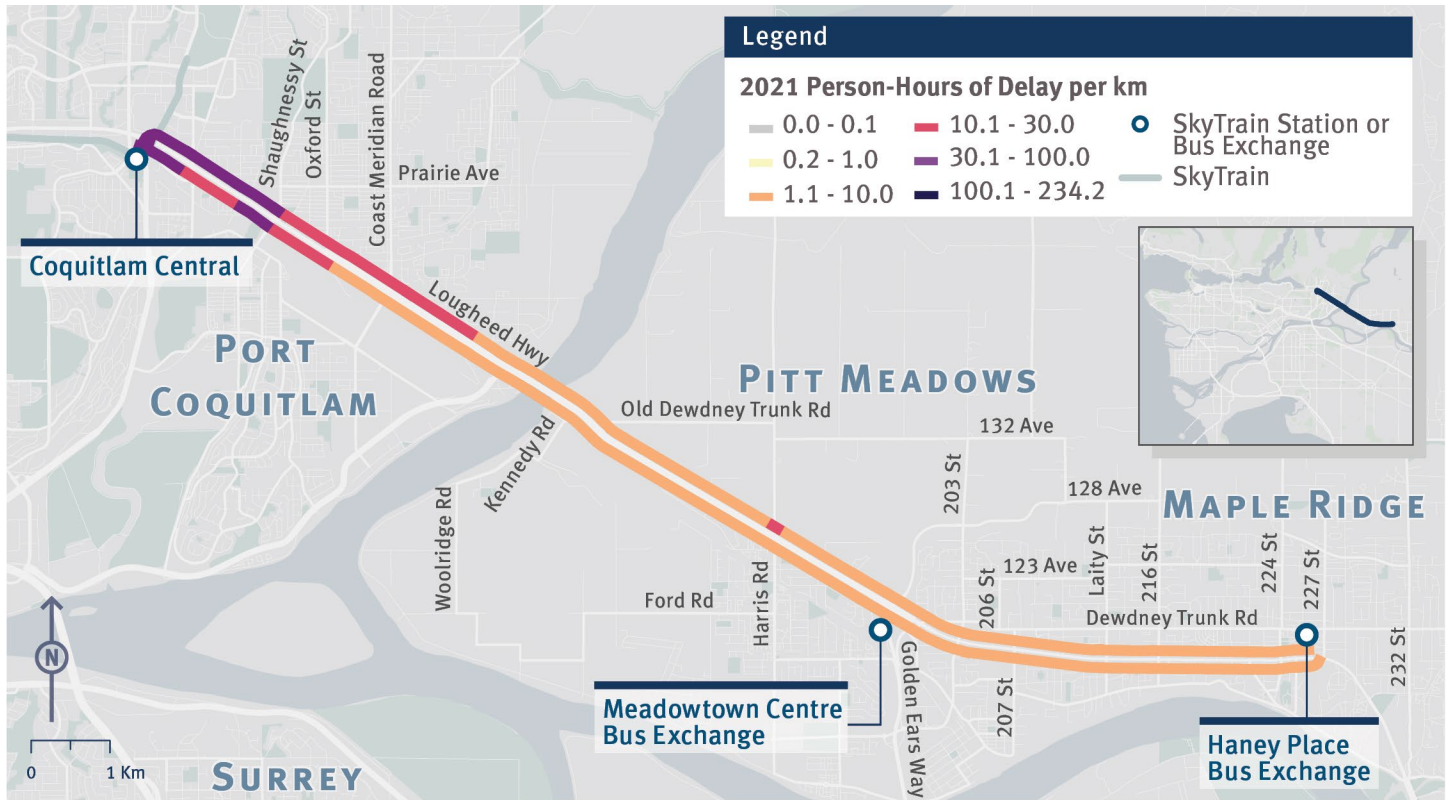 Legend
2021 Person-Hours of Delay per km
0.0 - 0.1
0.2 - 1.0
1.1 - 10.0
10.1 - 30.0
30.1 - 100.0
100.1 - 234.2
SkyTrain Station or
Bus Exchange
SkyTrain
Shaughnessy St
Oxford St
Coast Meridian Road
Prairie Ave
Coquitlam Central
Lougheed Hwy
PORT
COQUITLAM
PITT MEADOWS
Old Dewdney Trunk Rd
132 Ave
Kennedy Rd
Woolridge Rd
203 St
128 Ave
MAPLE RIDGE
Laity St
216 St
224 St
227 St
123 Ave
206 St
Harris Rd
Ford Rd
Dewdney Trunk Rd
232 St
Golden Ears Way
207 St
Meadowtown Centre
Bus Exchange
Haney Place
Bus Exchange
N
0 1 Km
SURREY